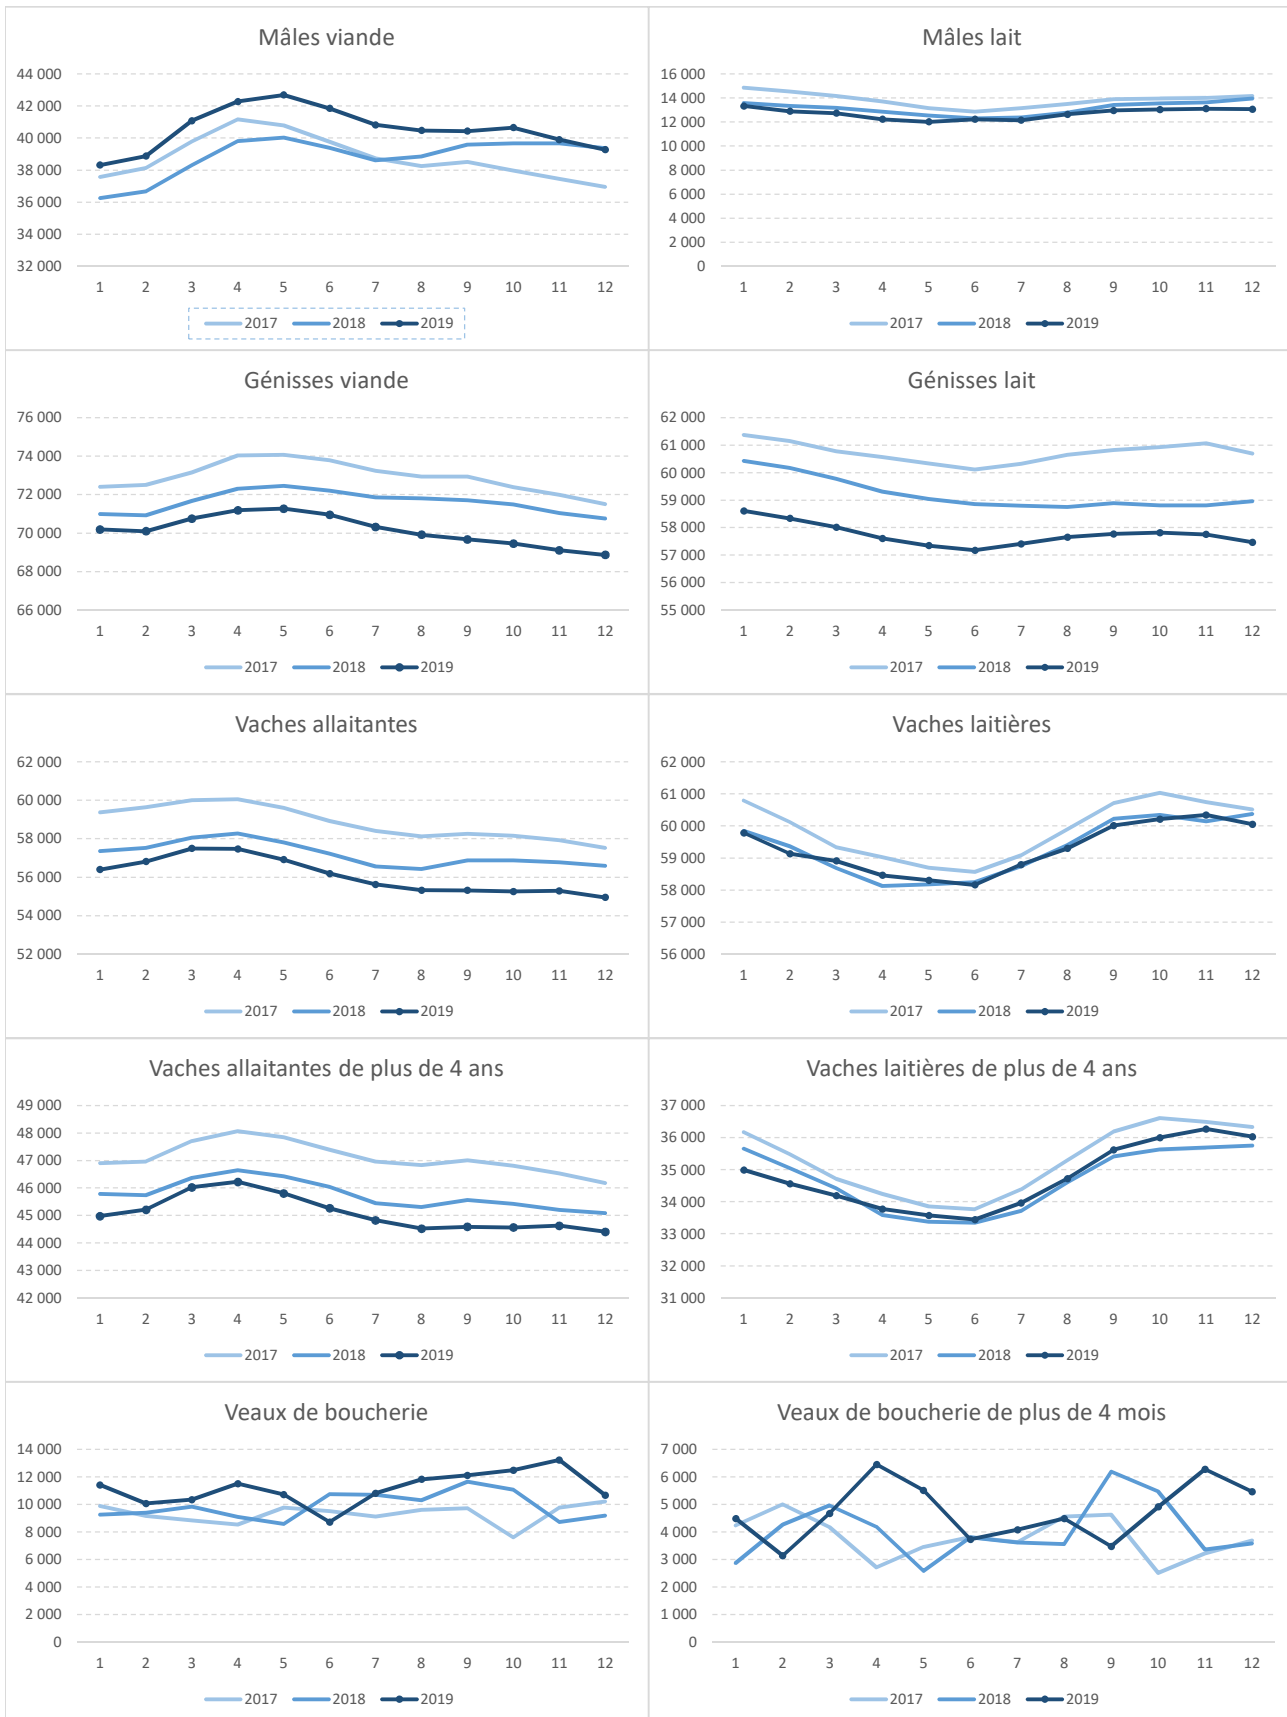 Mâles viande
44 000
42 000
40 000
38 000
36 000
34 000
32 000
1 2 3 4 5 6 7 8 9 10 11 12
2017 2018 2019
Mâles lait
16 000
14 000
12 000
10 000
8 000
6 000
4 000
2 000
0
1 2 3 4 5 6 7 8 9 10 11 12
2017 2018 2019
Génisses viande
76 000
74 000
72 000
70 000
68 000
66 000
1 2 3 4 5 6 7 8 9 10 11 12
2017 2018 2019
Génisses lait
62 000
61 000
60 000
59 000
58 000
57 000
56 000
55 000
1 2 3 4 5 6 7 8 9 10 11 12
2017 2018 2019
Vaches allaitantes
62 000
60 000
58 000
56 000
54 000
52 000
1 2 3 4 5 6 7 8 9 10 11 12
2017 2018 2019
Vaches laitières
62 000
61 000
60 000
59 000
58 000
57 000
56 000
1 2 3 4 5 6 7 8 9 10 11 12
2017 2018 2019
Vaches allaitantes de plus de 4 ans
49 000
48 000
47 000
46 000
45 000
44 000
43 000
42 000
1 2 3 4 5 6 7 8 9 10 11 12
2017 2018 2019
Vaches laitières de plus de 4 ans
37 000
36 000
35 000
34 000
33 000
32 000
31 000
1 2 3 4 5 6 7 8 9 10 11 12
2017 2018 2019
Veaux de boucherie
14 000
12 000
10 000
8 000
6 000
4 000
2 000
0
1 2 3 4 5 6 7 8 9 10 11 12
2017 2018 2019
Veaux de boucherie de plus de 4 mois
7 000
6 000
5 000
4 000
3 000
2 000
1 000
0
1 2 3 4 5 6 7 8 9 10 11 12
2017 2018 2019